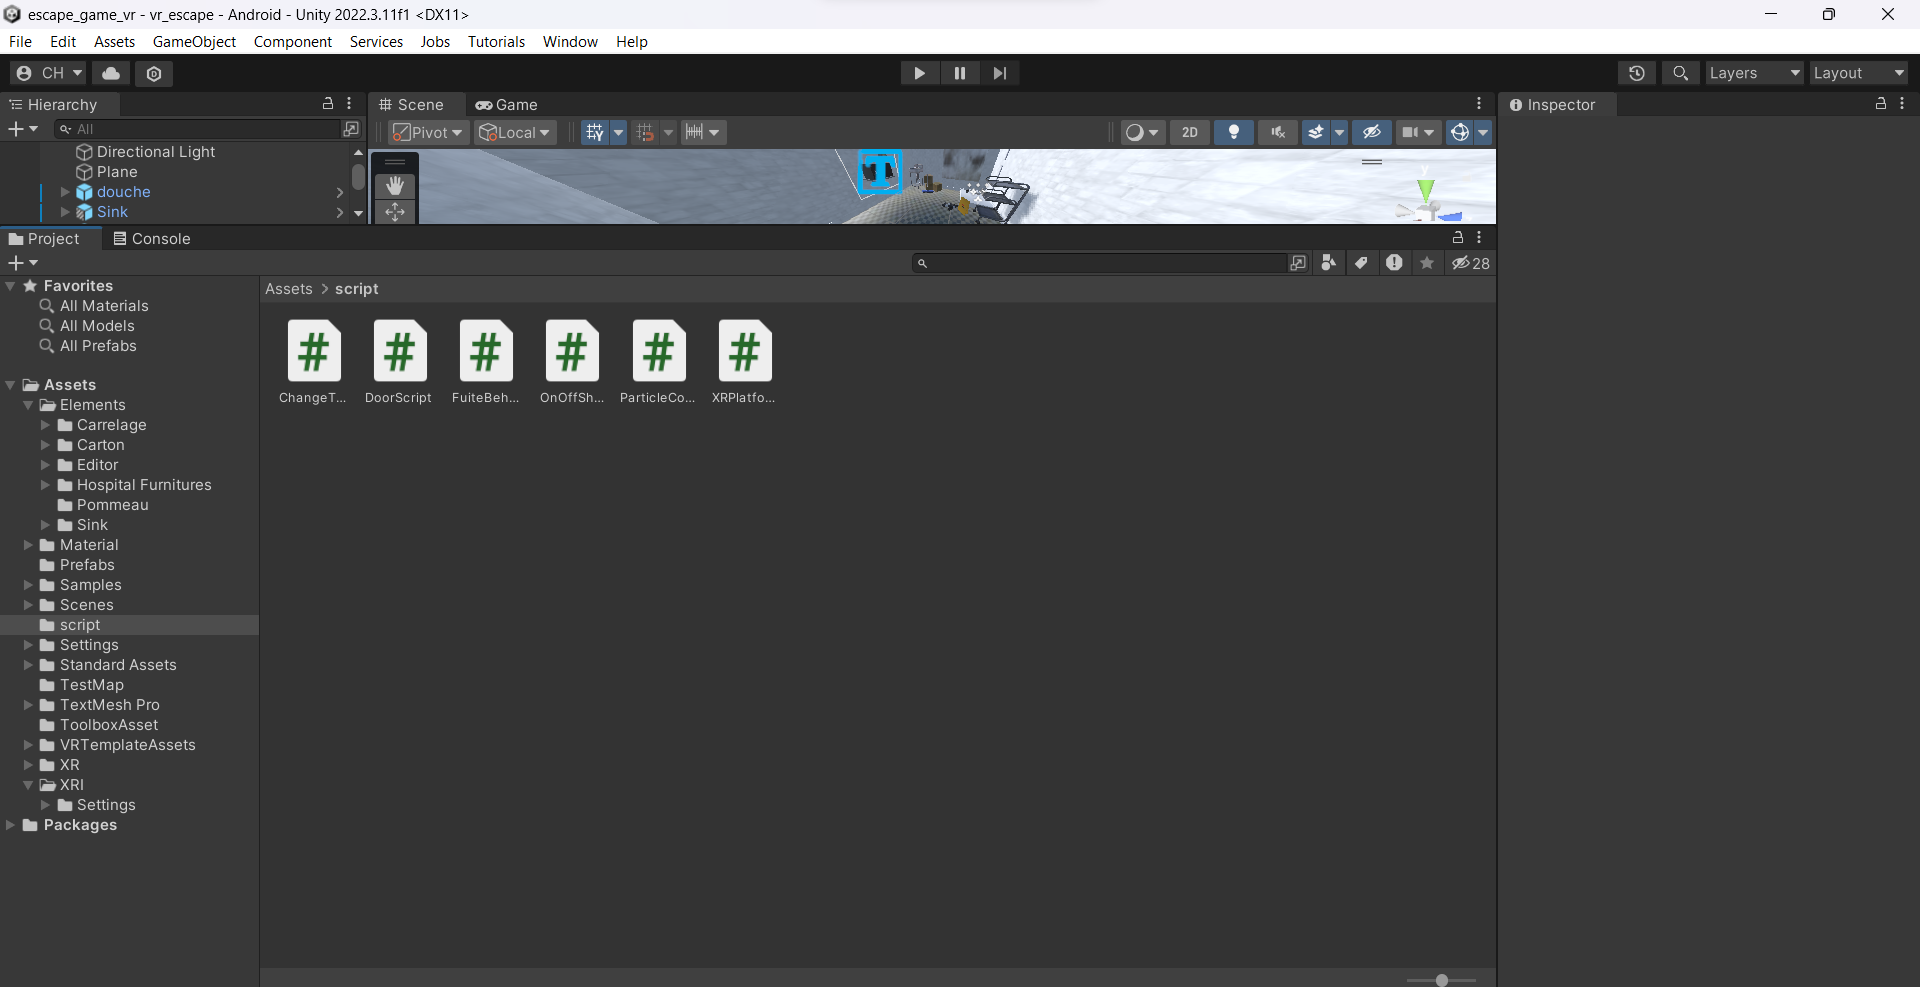 escape_game_vr - vr_escape - Android - Unity 2022.3.11f1 <DX11>
File Edit Assets GameObject Component Services Jobs Tutorials Window Help
CH Layers Layout
Hierarchy Scene Game Inspector
All Pivot Local 2D
Directional Light
Plane
douche
Sink
Project Console
28
Favorites
All Materials
All Models
All Prefabs
Assets > script
ChangeT... DoorScript FuiteBeh... OnOffSh... ParticleCo... XRPlatfo...
Assets
Elements
Carrelage
Carton
Editor
Hospital Furnitures
Pommeau
Sink
Material
Prefabs
Samples
Scenes
script
Settings
Standard Assets
TestMap
TextMesh Pro
ToolboxAsset
VRTemplateAssets
XR
XRI
Settings
Packages